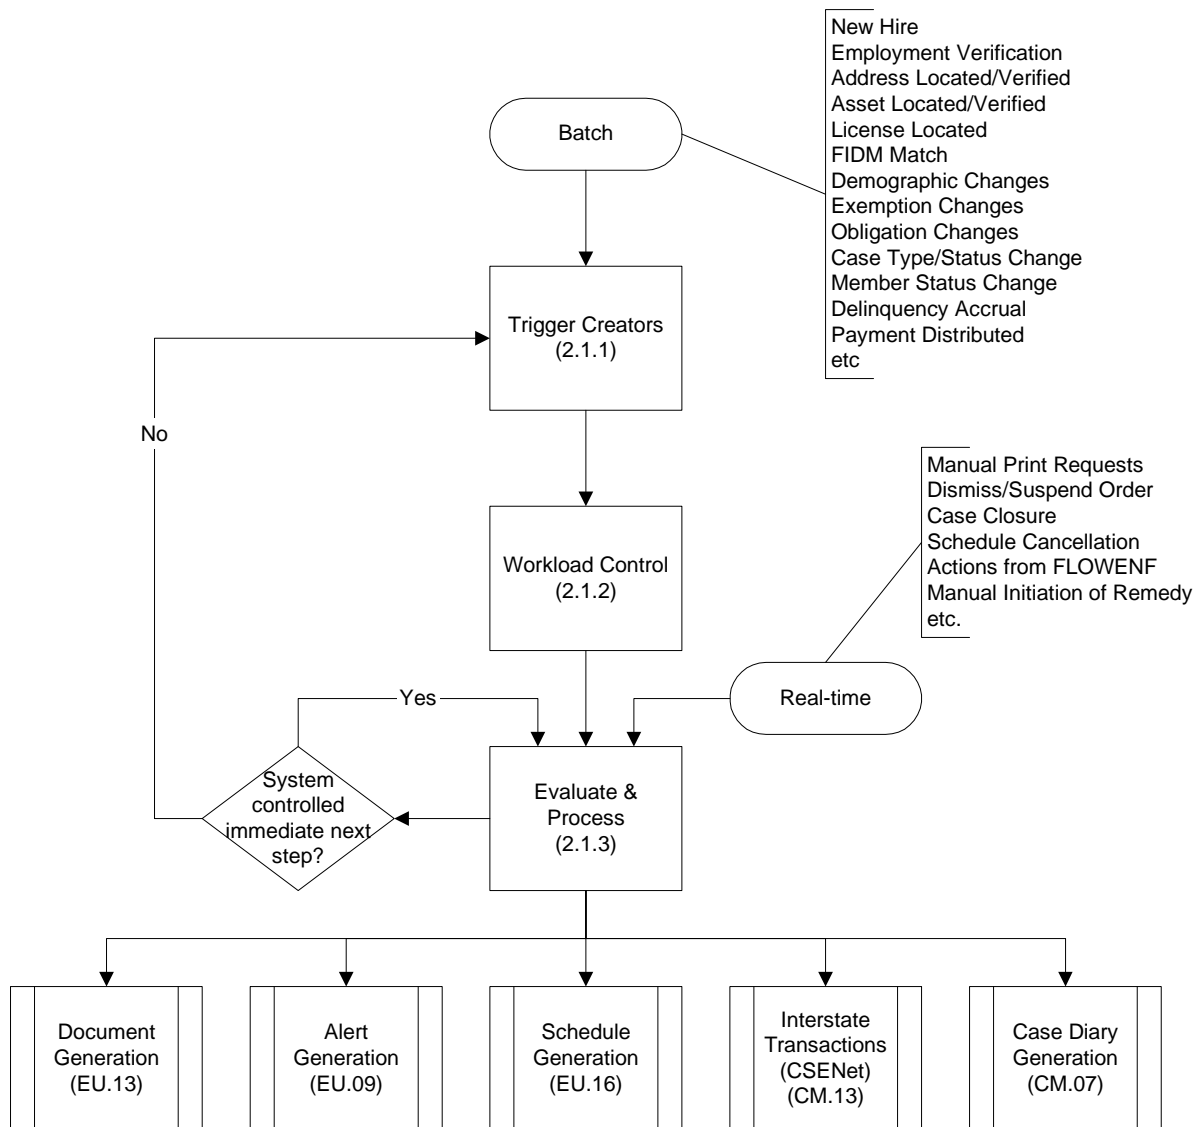 New Hire
Employment Verification
Address Located/Verified
Asset Located/Verified
License Located
FIDM Match
Demographic Changes
Exemption Changes
Obligation Changes
Case Type/Status Change
Member Status Change
Delinquency Accrual
Payment Distributed
etc
Batch
Trigger Creators
(2.1.1)
No
Manual Print Requests
Dismiss/Suspend Order
Case Closure
Schedule Cancellation
Actions from FLOWENF
Manual Initiation of Remedy
etc.
Workload Control
(2.1.2)
Yes
Real-time
System
controlled
immediate next
step?
Evaluate &
Process
(2.1.3)
Document
Generation
(EU.13)
Alert
Generation
(EU.09)
Schedule
Generation
(EU.16)
Interstate
Transactions
(CSENet)
(CM.13)
Case Diary
Generation
(CM.07)